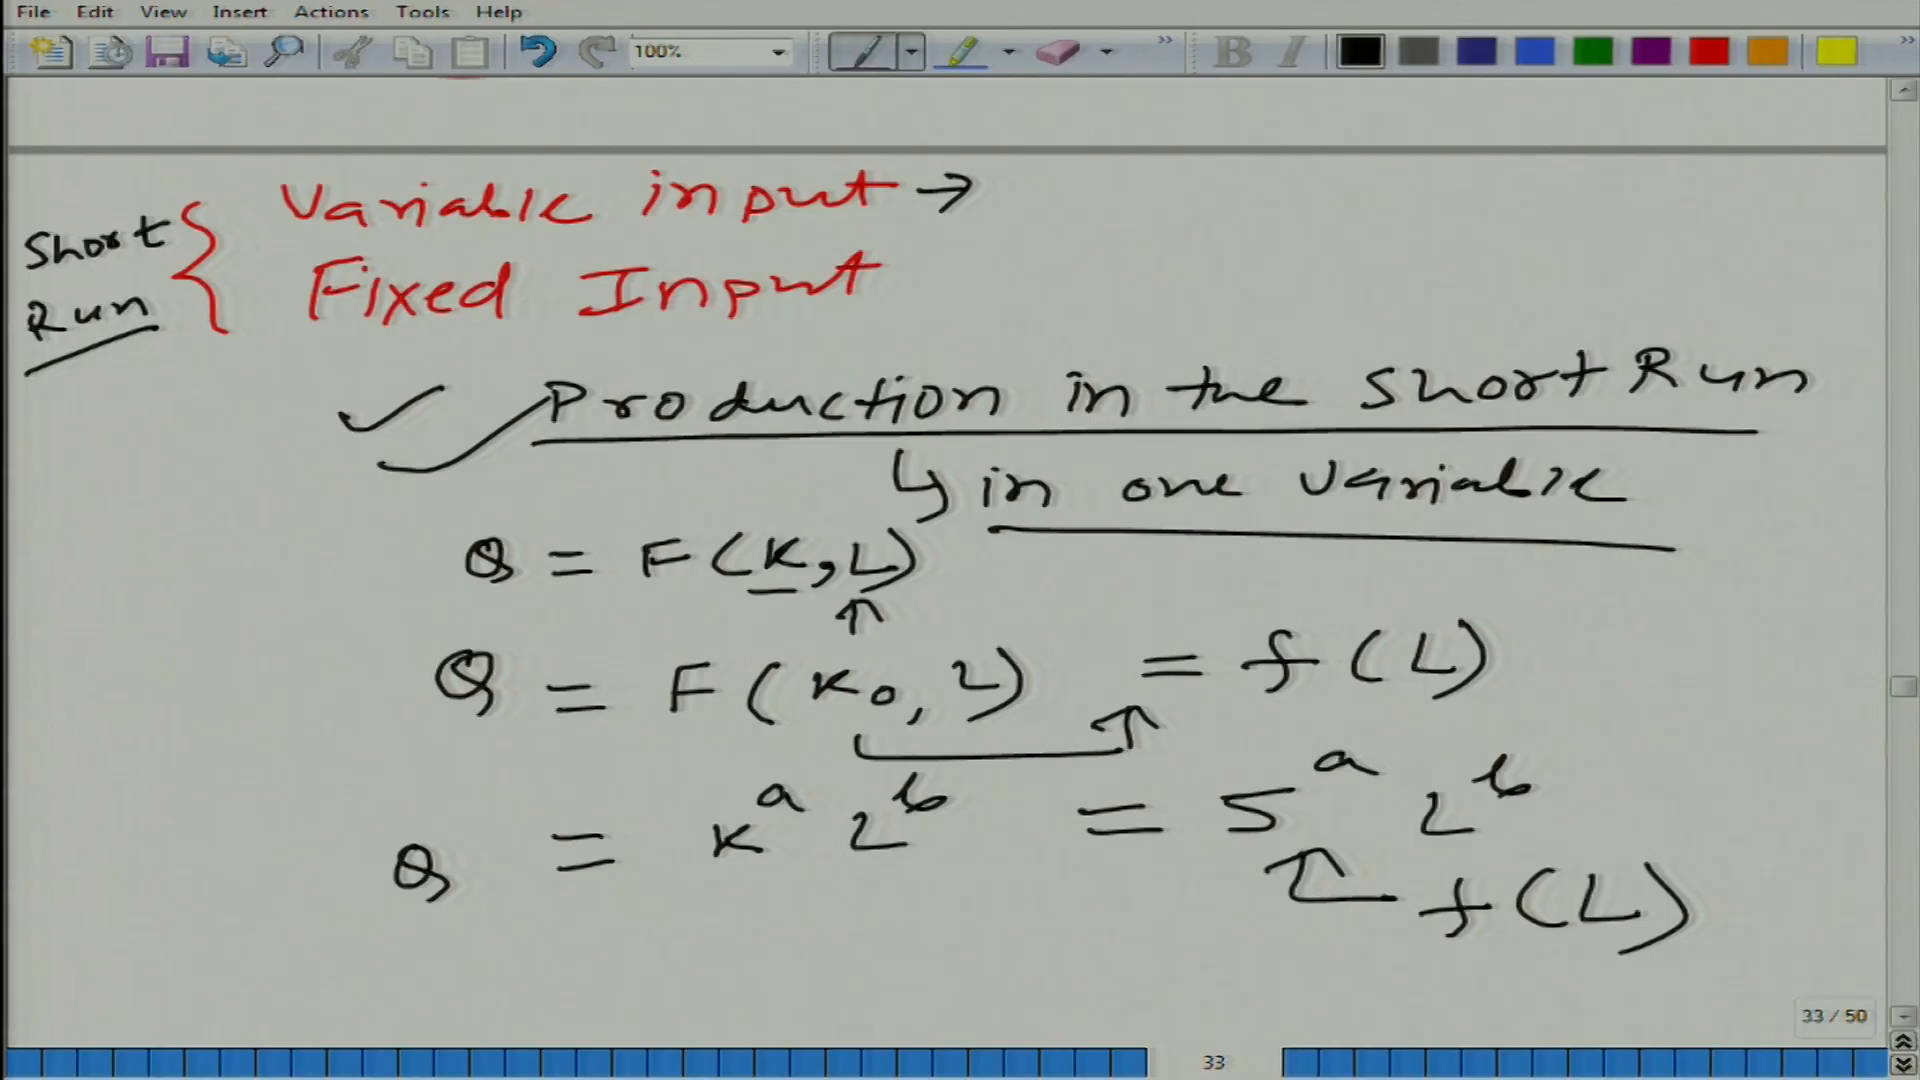 File Edit View Insert Actions Tools Help
100%
B I
Short Run { Variable input →
Fixed Input
Production in the Short Run
↳ in one variable
Q = F(K, L)
↑
Q = F(K₀, L) = f(L)
Q = K^a L^b = 5^a L^b
f(L)
33 / 50
33